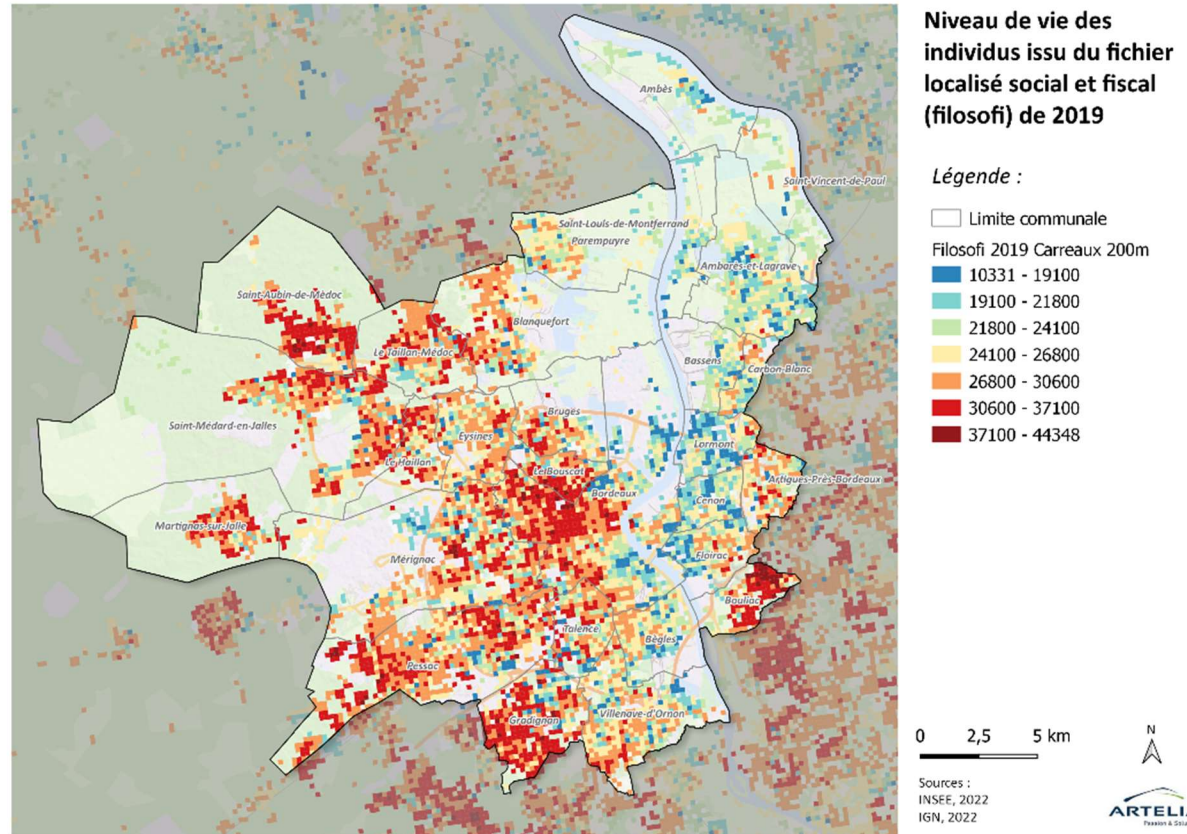 Niveau de vie des
individus issu du fichier
localisé social et fiscal
(filosofi) de 2019
Légende :
Limite communale
Filosofi 2019 Carreaux 200m
10331 - 19100
19100 - 21800
21800 - 24100
24100 - 26800
26800 - 30600
30600 - 37100
37100 - 44348
Ambès
Saint-Vincent-de-Paul
Saint-Louis-de-Montferrand
Parempuyre
Ambarès-et-Lagrave
Saint-Aubin-de-Médoc
Blanquefort
Le Taillan-Médoc
Bassens
Carbon-Blanc
Saint-Médard-en-Jalles
Bruges
Eysines
Lormont
Le Haillan
Le Bouscat
Artigues-Près-Bordeaux
Bordeaux
Cenon
Martignas-sur-Jalle
Mérignac
Floirac
Bouliac
Talence
Bègles
Pessac
Gradignan
Villenave-d'Ornon
0 2,5 5 km
N
Sources :
INSEE, 2022
IGN, 2022
ARTELIA